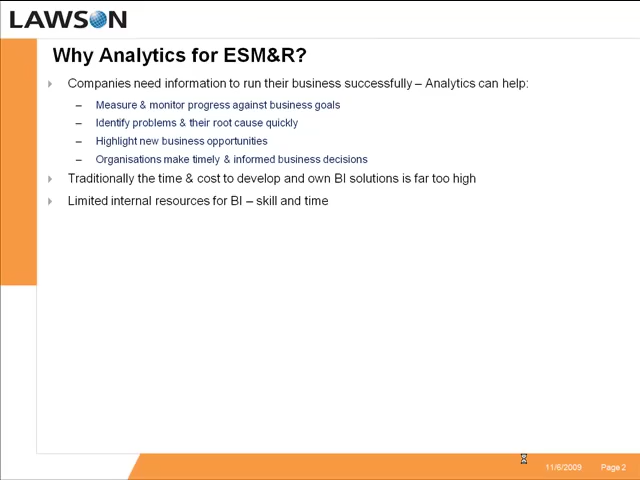 LAWSON
Why Analytics for ESM&R?
Companies need information to run their business successfully – Analytics can help:
– Measure & monitor progress against business goals
– Identify problems & their root cause quickly
– Highlight new business opportunities
– Organisations make timely & informed business decisions
Traditionally the time & cost to develop and own BI solutions is far too high
Limited internal resources for BI – skill and time
11/6/2009 Page 2